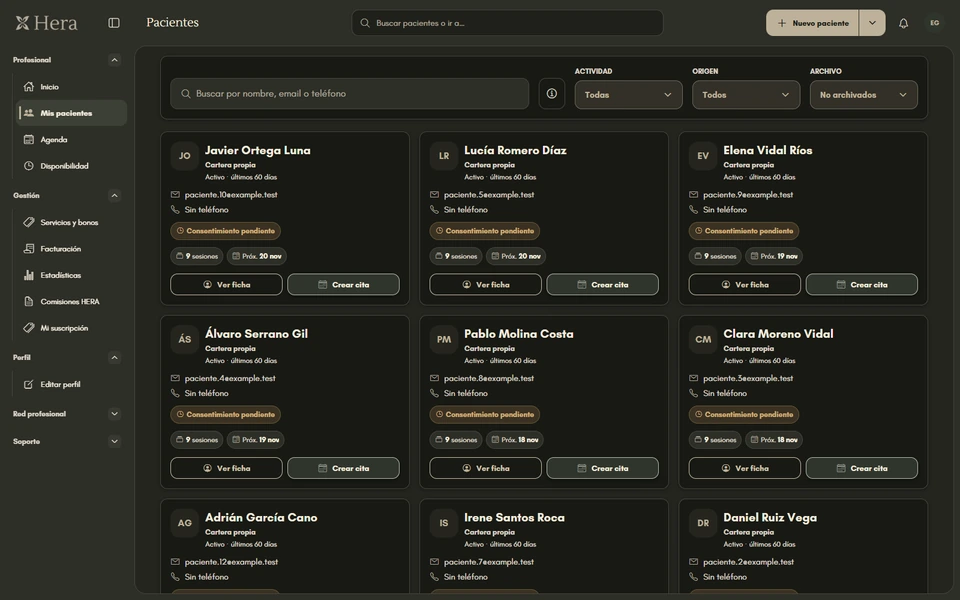 Hera
Pacientes
Buscar pacientes o ir a...
Nuevo paciente
EG
Profesional
Inicio
Mis pacientes
Agenda
Disponibilidad
Gestión
Servicios y bonos
Facturación
Estadísticas
Comisiones HERA
Mi suscripción
Perfil
Editar perfil
Red profesional
Soporte
Buscar por nombre, email o teléfono
ACTIVIDAD
Todas
ORIGEN
Todos
ARCHIVO
No archivados
JO
Javier Ortega Luna
Cartera propia
Activo · últimos 60 días
paciente.10@example.test
Sin teléfono
Consentimiento pendiente
9 sesiones
Próx. 20 nov
Ver ficha
Crear cita
LR
Lucía Romero Díaz
Cartera propia
Activo · últimos 60 días
paciente.5@example.test
Sin teléfono
Consentimiento pendiente
9 sesiones
Próx. 20 nov
Ver ficha
Crear cita
EV
Elena Vidal Ríos
Cartera propia
Activo · últimos 60 días
paciente.9@example.test
Sin teléfono
Consentimiento pendiente
9 sesiones
Próx. 19 nov
Ver ficha
Crear cita
ÁS
Álvaro Serrano Gil
Cartera propia
Activo · últimos 60 días
paciente.4@example.test
Sin teléfono
Consentimiento pendiente
9 sesiones
Próx. 19 nov
Ver ficha
Crear cita
PM
Pablo Molina Costa
Cartera propia
Activo · últimos 60 días
paciente.8@example.test
Sin teléfono
Consentimiento pendiente
9 sesiones
Próx. 18 nov
Ver ficha
Crear cita
CM
Clara Moreno Vidal
Cartera propia
Activo · últimos 60 días
paciente.3@example.test
Sin teléfono
Consentimiento pendiente
9 sesiones
Próx. 18 nov
Ver ficha
Crear cita
AG
Adrián García Cano
Cartera propia
Activo · últimos 60 días
paciente.12@example.test
Sin teléfono
IS
Irene Santos Roca
Cartera propia
Activo · últimos 60 días
paciente.7@example.test
Sin teléfono
DR
Daniel Ruiz Vega
Cartera propia
Activo · últimos 60 días
paciente.2@example.test
Sin teléfono